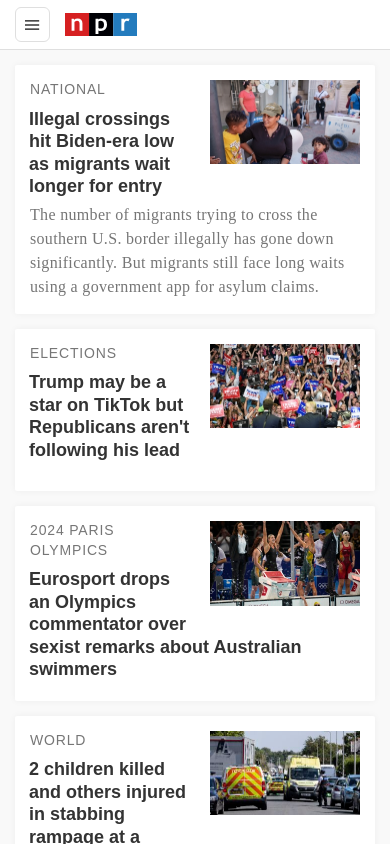 npr
NATIONAL
Illegal crossings
hit Biden-era low
as migrants wait
longer for entry
The number of migrants trying to cross the
southern U.S. border illegally has gone down
significantly. But migrants still face long waits
using a government app for asylum claims.
ELECTIONS
Trump may be a
star on TikTok but
Republicans aren't
following his lead
2024 PARIS
OLYMPICS
Eurosport drops
an Olympics
commentator over
sexist remarks about Australian
swimmers
WORLD
2 children killed
and others injured
in stabbing
rampage at a